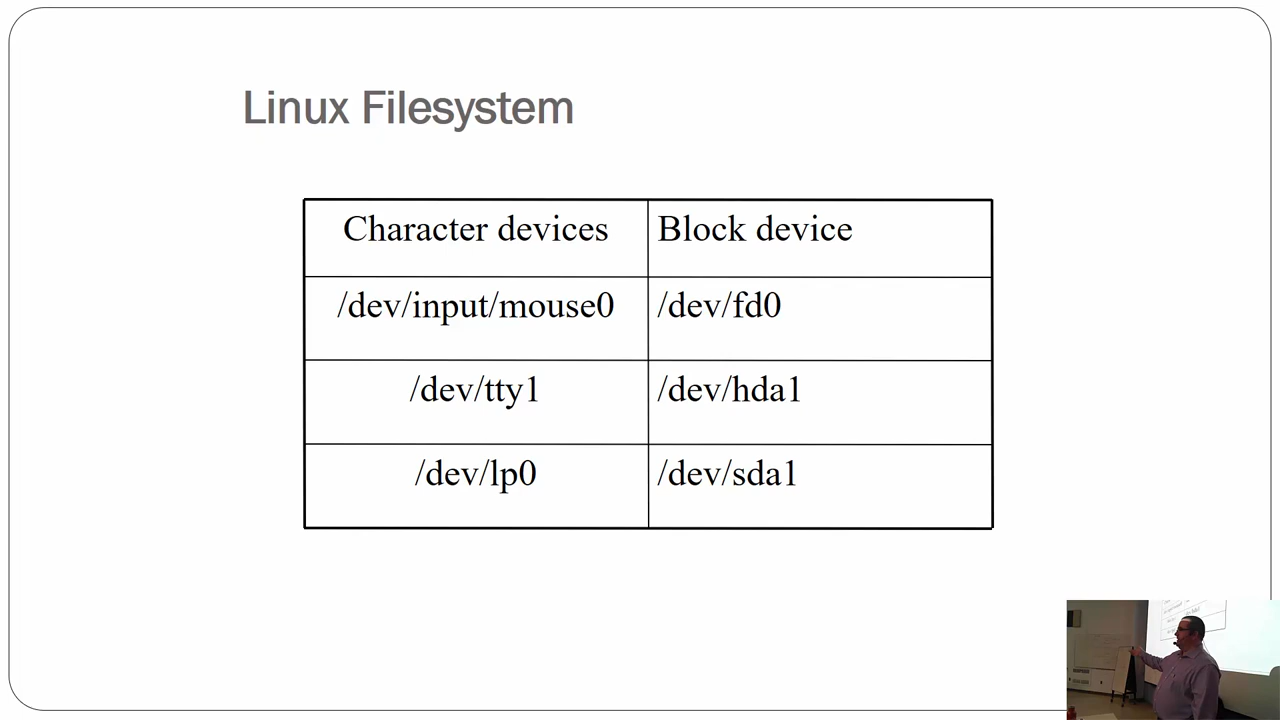 Linux Filesystem
Character devices Block device
/dev/input/mouse0 /dev/fd0
/dev/tty1 /dev/hda1
/dev/lp0 /dev/sda1